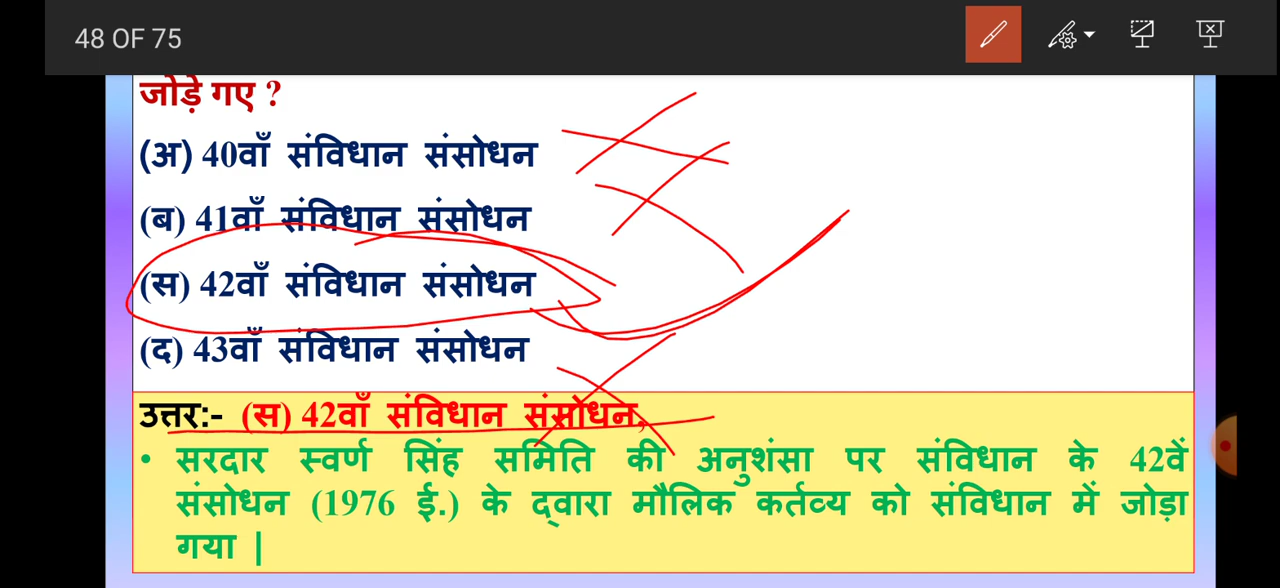 48 OF 75
जोड़े गए ?
(अ) 40वाँ संविधान संसोधन
(ब) 41वाँ संविधान संसोधन
(स) 42वाँ संविधान संसोधन
(द) 43वाँ संविधान संसोधन
उत्तर:- (स) 42वाँ संविधान संसोधन,
• सरदार स्वर्ण सिंह समिति की अनुशंसा पर संविधान के 42वें
संसोधन (1976 ई.) के द्वारा मौलिक कर्तव्य को संविधान में जोड़ा
गया |